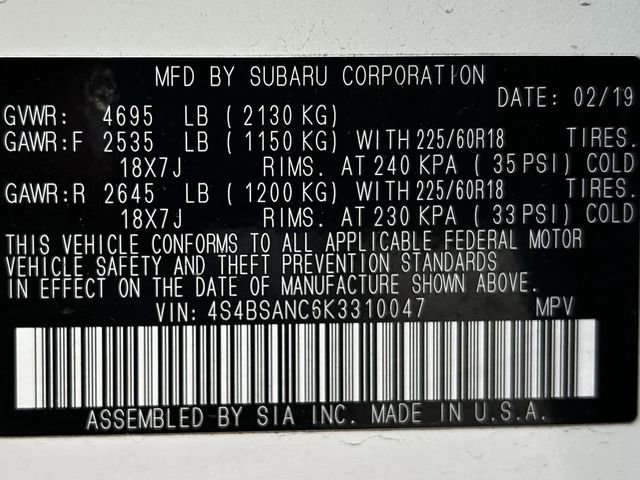 MFD BY SUBARU CORPORATION
DATE: 02/19
GVWR: 4695 LB ( 2130 KG)
GAWR:F 2535 LB ( 1150 KG) WITH 225/60R18 TIRES.
18X7J RIMS. AT 240 KPA ( 35 PSI) COLD
GAWR:R 2645 LB ( 1200 KG) WITH 225/60R18 TIRES.
18X7J RIMS. AT 230 KPA ( 33 PSI) COLD
THIS VEHICLE CONFORMS TO ALL APPLICABLE FEDERAL MOTOR
VEHICLE SAFETY AND THEFT PREVENTION STANDARDS
IN EFFECT ON THE DATE OF MANUFACTURE SHOWN ABOVE.
VIN: 4S4BSANC6K3310047 MPV
ASSEMBLED BY SIA INC. MADE IN U.S.A.